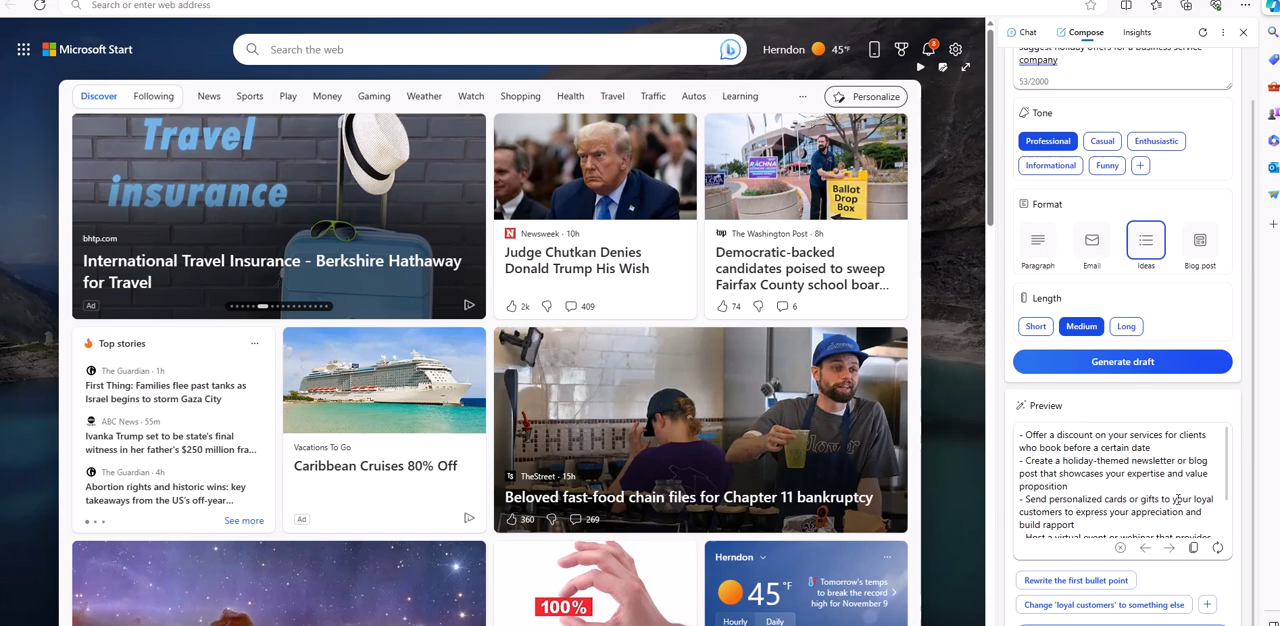 Search or enter web address
Microsoft Start
Search the web
Herndon 45°F
3
Discover Following News Sports Play Money Gaming Weather Watch Shopping Health Travel Traffic Autos Learning ... Personalize
Travel
insurance
bhtp.com
International Travel Insurance - Berkshire Hathaway
for Travel
Ad
Newsweek · 10h
Judge Chutkan Denies
Donald Trump His Wish
2k 409
RACHNA
Ballot
Drop
Box
The Washington Post · 8h
Democratic-backed
candidates poised to sweep
Fairfax County school boar...
74 6
Top stories ...
The Guardian · 1h
First Thing: Families flee past tanks as
Israel begins to storm Gaza City
ABC News · 55m
Ivanka Trump set to be state's final
witness in her father's $250 million fra...
The Guardian · 4h
Abortion rights and historic wins: key
takeaways from the US's off-year...
See more
Vacations To Go
Caribbean Cruises 80% Off
Ad
TheStreet · 15h
Beloved fast-food chain files for Chapter 11 bankruptcy
360 269
100%
Herndon ...
45°F
Tomorrow's temps
to break the record
high for November 9
Hourly Daily
Chat Compose Insights
suggest holiday offers for a business service
company
53/2000
Tone
Professional Casual Enthusiastic
Informational Funny +
Format
Paragraph Email Ideas Blog post
Length
Short Medium Long
Generate draft
Preview
- Offer a discount on your services for clients
who book before a certain date
- Create a holiday-themed newsletter or blog
post that showcases your expertise and value
proposition
- Send personalized cards or gifts to your loyal
customers to express your appreciation and
build rapport
- Host a virtual event or webinar that provides
Rewrite the first bullet point
Change 'loyal customers' to something else +